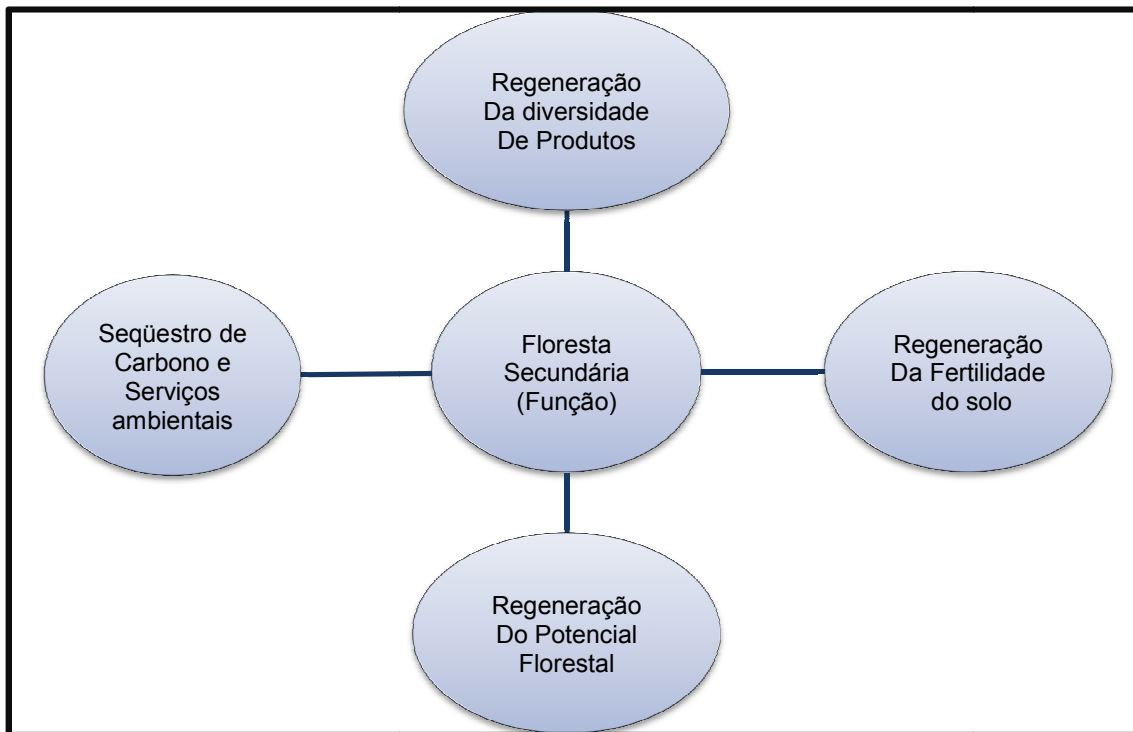 Regeneração
Da diversidade
De Produtos
Seqüestro de
Carbono e
Serviços
ambientais
Floresta
Secundária
(Função)
Regeneração
Da Fertilidade
do solo
Regeneração
Do Potencial
Florestal